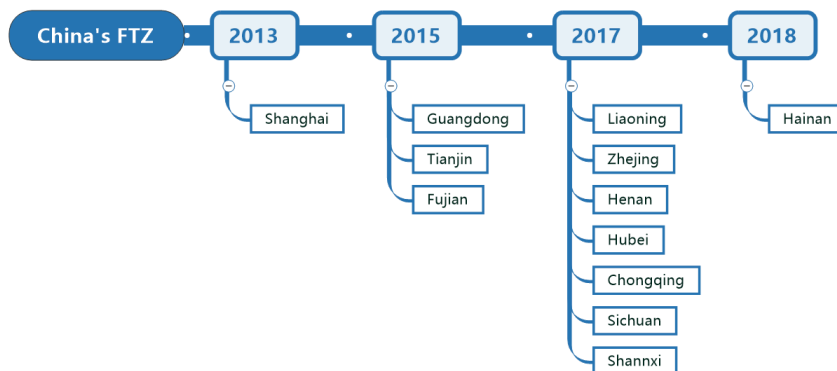 China's FTZ
2013
2015
2017
2018
Shanghai
Guangdong
Tianjin
Fujian
Liaoning
Zhejing
Henan
Hubei
Chongqing
Sichuan
Shannxi
Hainan